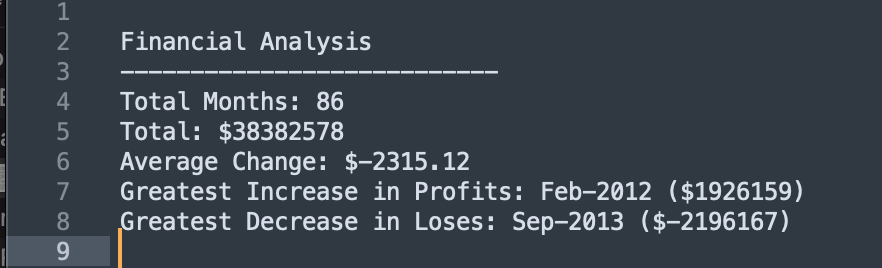 1
2 Financial Analysis
3 ---------------------------
4 Total Months: 86
5 Total: $38382578
6 Average Change: $-2315.12
7 Greatest Increase in Profits: Feb-2012 ($1926159)
8 Greatest Decrease in Loses: Sep-2013 ($-2196167)
9